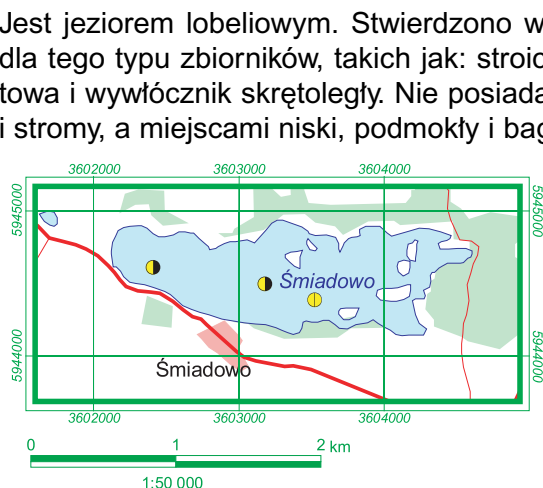 Jest jeziorem lobeliowym. Stwierdzono w
dla tego typu zbiorników, takich jak: stroic
towa i wywłócznik skrętoległy. Nie posiada
i stromy, a miejscami niski, podmokły i bag
3602000 3603000 3604000
5945000 5945000
Śmiadowo
5944000 5944000
Śmiadowo
3602000 3603000 3604000
0 1 2 km
1:50 000